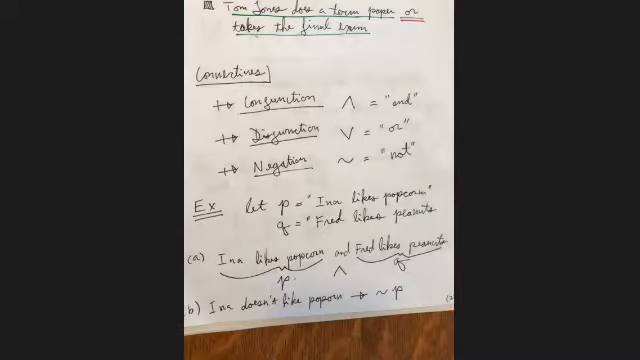 Tom Jones does a term paper or
takes the final exam
Connectives
Conjunction ∧ = "and"
Disjunction ∨ = "or"
Negation ~ = "not"
Ex. let p = "Ina likes popcorn"
q = "Fred likes peanuts
(a) Ina likes popcorn and Fred likes peanuts
p. ∧ q
(b) Ina doesn't like poporn → ~ p